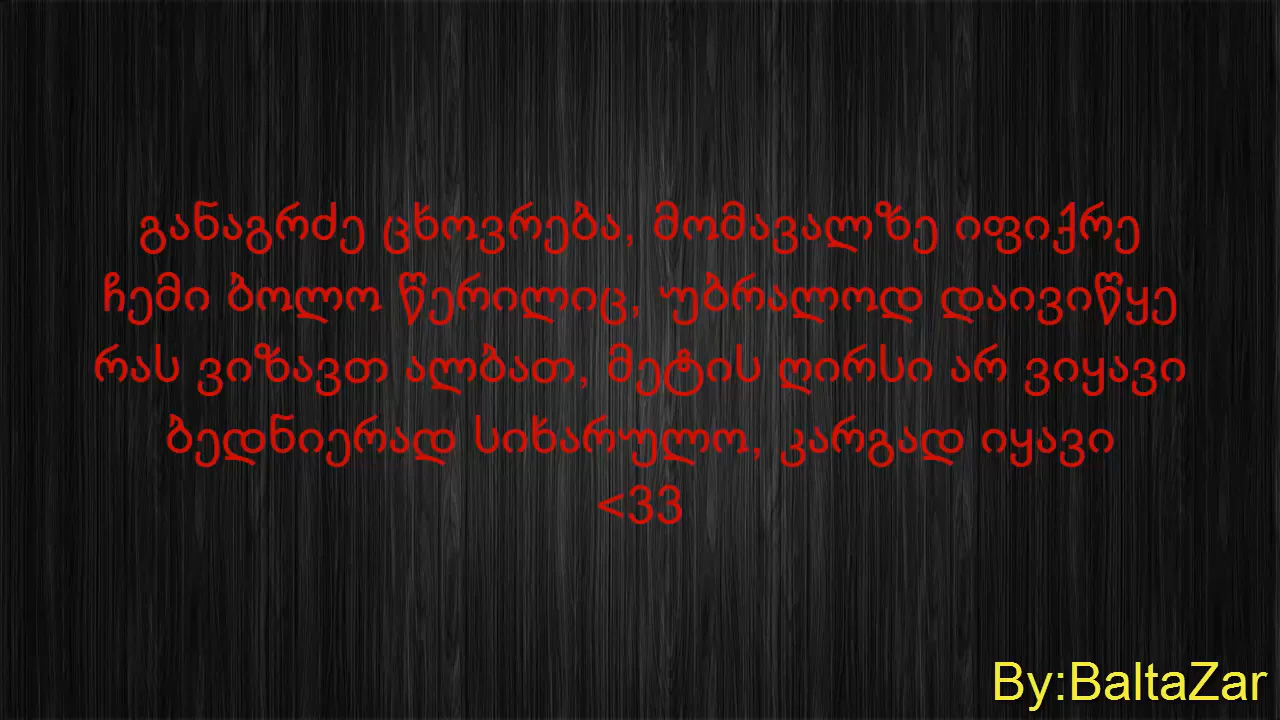 განაგრძე ცხოვრება, მომავალზე იფიქრე
ჩემი ბოლო წერილიც, უბრალოდ დაივიწყე
რას ვიზავთ ალბათ, მეტის ღირსი არ ვიყავი
ბედნიერად სიხარულო, კარგად იყავი
<33
By:BaltaZar